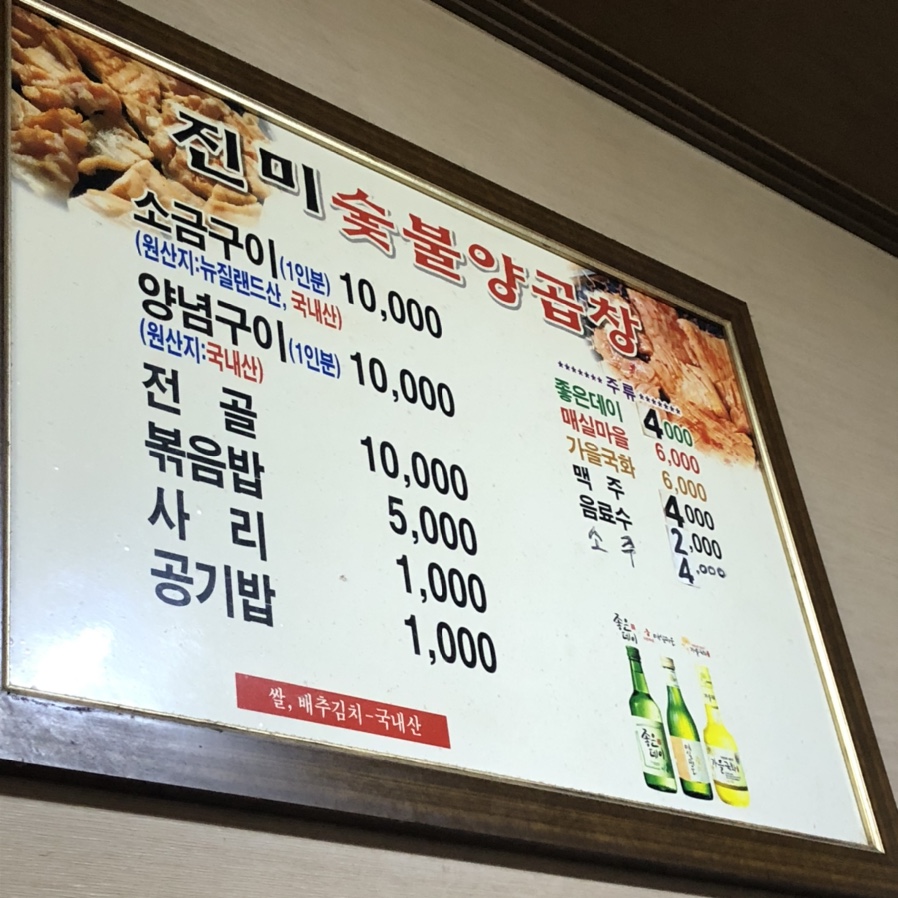 진미숯불양곱창
소금구이(1인분) 10,000
(원산지:뉴질랜드산, 국내산)
양념구이(1인분) 10,000
(원산지:국내산)
전 골 10,000
볶음밥 5,000
사 리 1,000
공기밥 1,000
쌀, 배추김치-국내산
*******주류*******
좋은데이 4000
매실마을 6,000
가을국화 6,000
맥 주 4,000
음료수 2,000
소 주 4,000
좋은데이
좋은데이